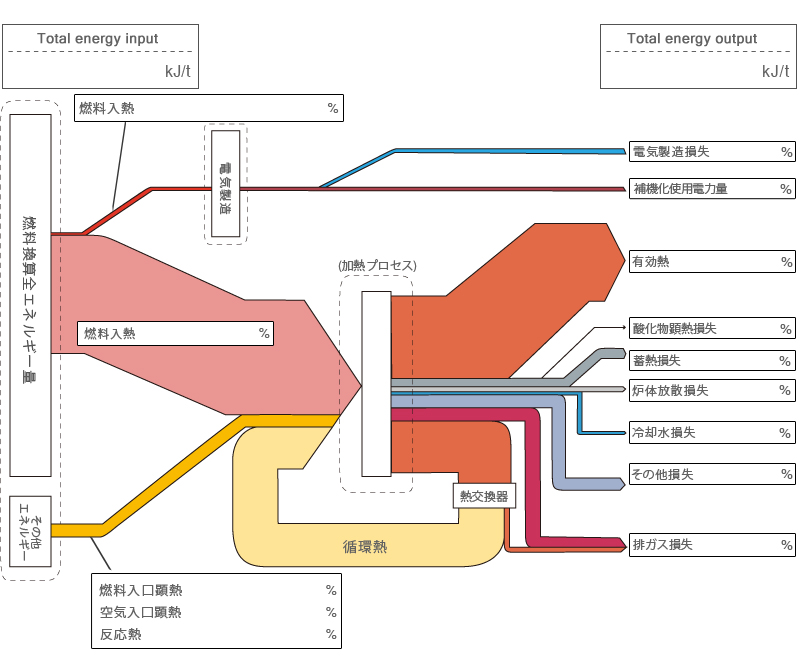 Total energy input
kJ/t
Total energy output
kJ/t
燃料入熱 %
電気製造
電気製造損失 %
補機化使用電力量 %
燃料換算全エネルギー量
(加熱プロセス)
有効熱 %
燃料入熱 %
酸化物顕熱損失 %
蓄熱損失 %
炉体放散損失 %
冷却水損失 %
その他損失 %
熱交換器
その他
エネルギー
循環熱
排ガス損失 %
燃料入口顕熱 %
空気入口顕熱 %
反応熱 %